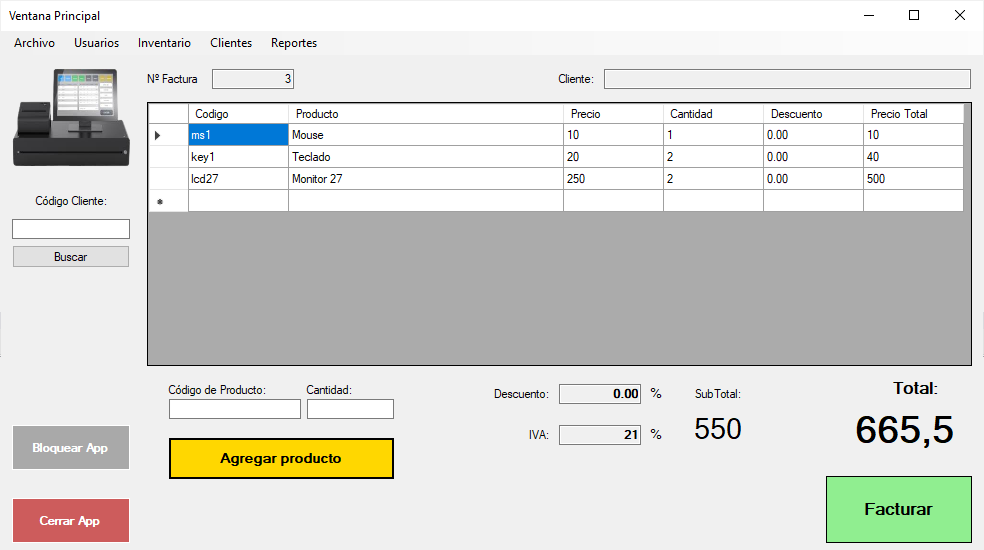 Ventana Principal
Archivo Usuarios Inventario Clientes Reportes
Nº Factura 3 Cliente:
Codigo Producto Precio Cantidad Descuento Precio Total
ms1 Mouse 10 1 0.00 10
key1 Teclado 20 2 0.00 40
lcd27 Monitor 27 250 2 0.00 500
Código Cliente:
Buscar
Código de Producto: Cantidad:
Agregar producto
Descuento: 0.00 %
IVA: 21 %
SubTotal:
550
Total:
665,5
Bloquear App
Cerrar App
Facturar